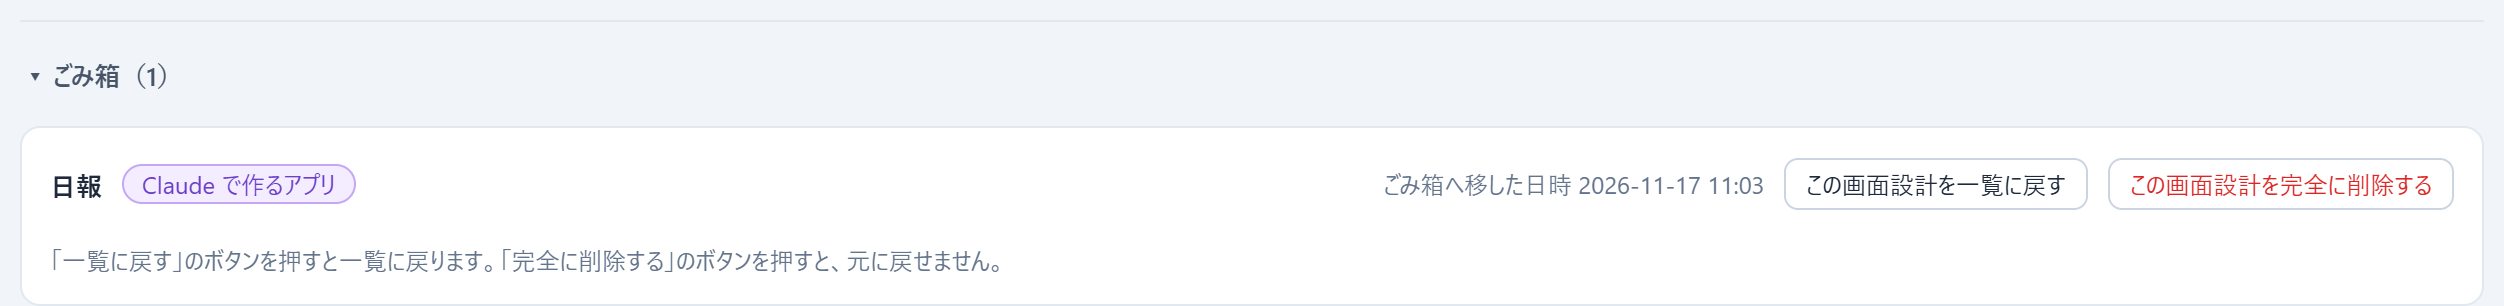 ▼ ごみ箱（1）
日報 Claude で作るアプリ ごみ箱へ移した日時 2026-11-17 11:03 この画面設計を一覧に戻す この画面設計を完全に削除する
「一覧に戻す」のボタンを押すと一覧に戻ります。「完全に削除する」のボタンを押すと、元に戻せません。